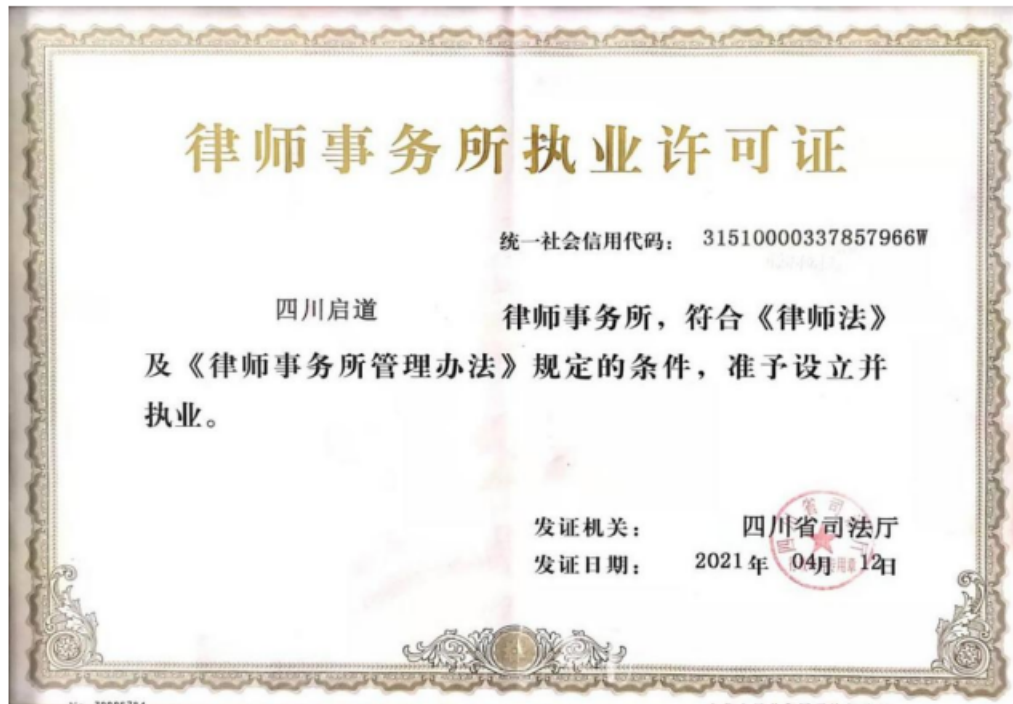 律师事务所执业许可证
统一社会信用代码： 31510000337857966W
四川启道 律师事务所，符合《律师法》
及《律师事务所管理办法》规定的条件，准予设立并
执业。
发证机关： 四川省司法厅
发证日期： 2021年 04月 12日